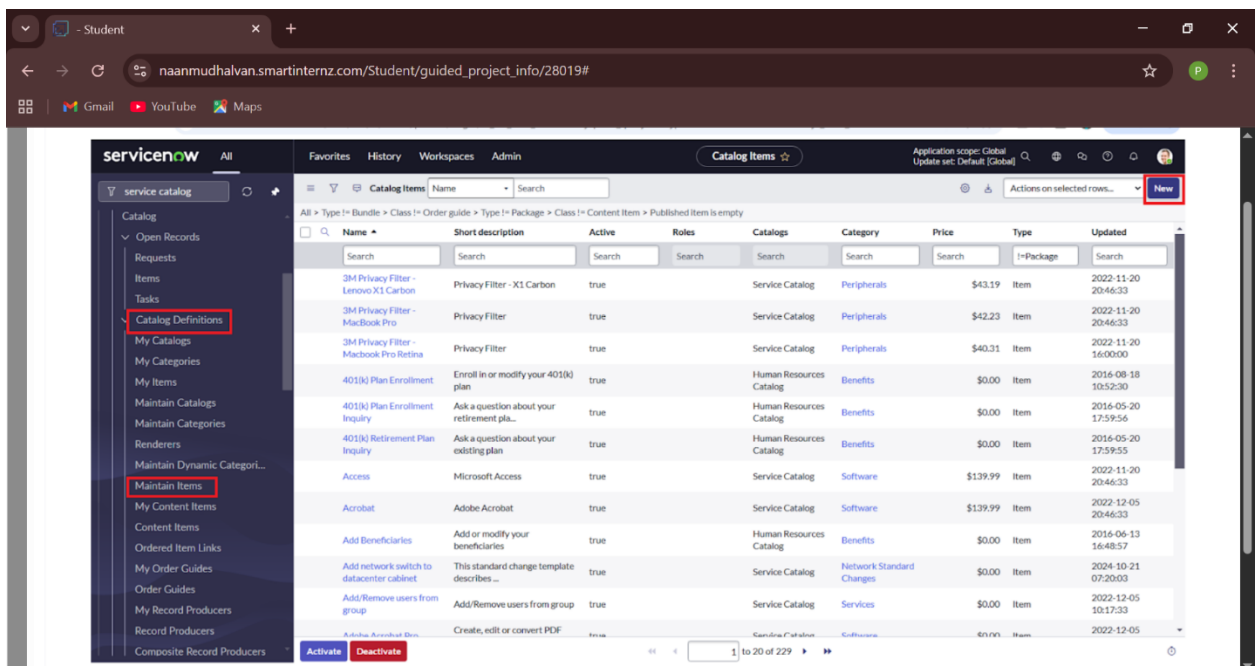 - Student
naanmudhalvan.smartinternz.com/Student/guided_project_info/28019#
P
Gmail YouTube Maps
servicenow All Favorites History Workspaces Admin Catalog Items Application scope: Global
Update set: Default [Global]
service catalog Catalog Items Name Search Actions on selected rows... New
Catalog
Open Records
Requests
Items
Tasks
Catalog Definitions
My Catalogs
My Categories
My Items
Maintain Catalogs
Maintain Categories
Renderers
Maintain Dynamic Categori...
Maintain Items
My Content Items
Content Items
Ordered Item Links
My Order Guides
Order Guides
My Record Producers
Record Producers
Composite Record Producers
All > Type != Bundle > Class != Order guide > Type != Package > Class != Content Item > Published item is empty
Name Short description Active Roles Catalogs Category Price Type Updated
Search Search Search Search Search Search Search !=Package Search
3M Privacy Filter - Lenovo X1 Carbon Privacy Filter - X1 Carbon true Service Catalog Peripherals $43.19 Item 2022-11-20 20:46:33
3M Privacy Filter - MacBook Pro Privacy Filter true Service Catalog Peripherals $42.23 Item 2022-11-20 20:46:33
3M Privacy Filter - Macbook Pro Retina Privacy Filter true Service Catalog Peripherals $40.31 Item 2022-11-20 16:00:00
401(k) Plan Enrollment Enroll in or modify your 401(k) plan true Human Resources Catalog Benefits $0.00 Item 2016-08-18 10:52:30
401(k) Plan Enrollment Inquiry Ask a question about your retirement pla... true Human Resources Catalog Benefits $0.00 Item 2016-05-20 17:59:56
401(k) Retirement Plan Inquiry Ask a question about your existing plan true Human Resources Catalog Benefits $0.00 Item 2016-05-20 17:59:55
Access Microsoft Access true Service Catalog Software $139.99 Item 2022-11-20 20:46:33
Acrobat Adobe Acrobat true Service Catalog Software $139.99 Item 2022-12-05 20:46:33
Add Beneficiaries Add or modify your beneficiaries true Human Resources Catalog Benefits $0.00 Item 2016-06-13 16:48:57
Add network switch to datacenter cabinet This standard change template describes ... true Service Catalog Network Standard Changes $0.00 Item 2024-10-21 07:20:03
Add/Remove users from group Add/Remove users from group true Service Catalog Services $0.00 Item 2022-12-05 10:17:33
Adobe Acrobat Pro Create, edit or convert PDF true Service Catalog Software $0.00 Item 2022-12-05
Activate Deactivate 1 to 20 of 229